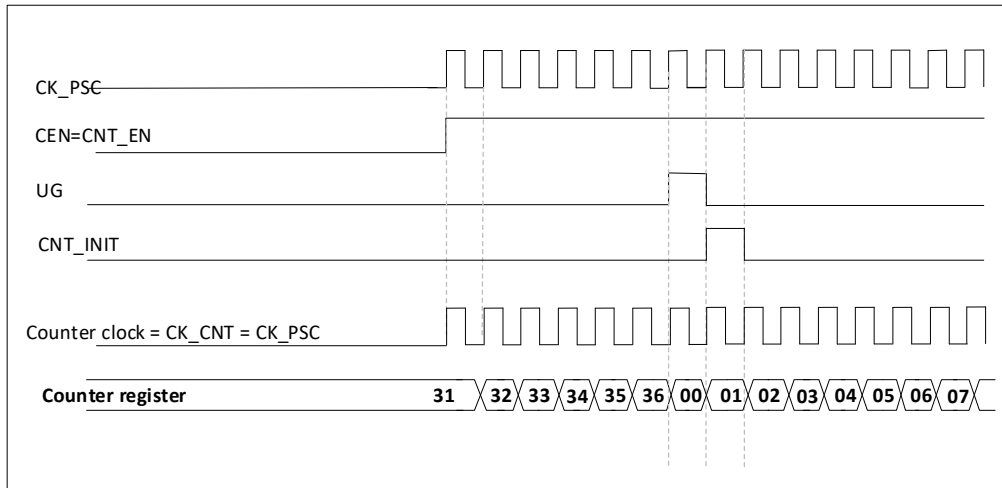 CK_PSC
CEN=CNT_EN
UG
CNT_INIT
Counter clock = CK_CNT = CK_PSC
Counter register 31 32 33 34 35 36 00 01 02 03 04 05 06 07